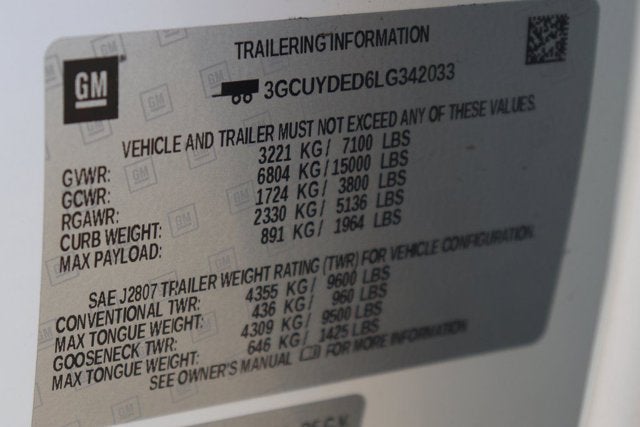 GM
TRAILERING INFORMATION
3GCUYDED6LG342033
VEHICLE AND TRAILER MUST NOT EXCEED ANY OF THESE VALUES.
GVWR: 3221 KG/ 7100 LBS
GCWR: 6804 KG/ 15000 LBS
RGAWR: 1724 KG/ 3800 LBS
CURB WEIGHT: 2330 KG/ 5136 LBS
MAX PAYLOAD: 891 KG/ 1964 LBS
SAE J2807 TRAILER WEIGHT RATING (TWR) FOR VEHICLE CONFIGURATION
CONVENTIONAL TWR: 4355 KG/ 9600 LBS
MAX TONGUE WEIGHT: 436 KG/ 960 LBS
GOOSENECK TWR: 4309 KG/ 9500 LBS
MAX TONGUE WEIGHT: 646 KG/ 1425 LBS
SEE OWNER'S MANUAL FOR MORE INFORMATION